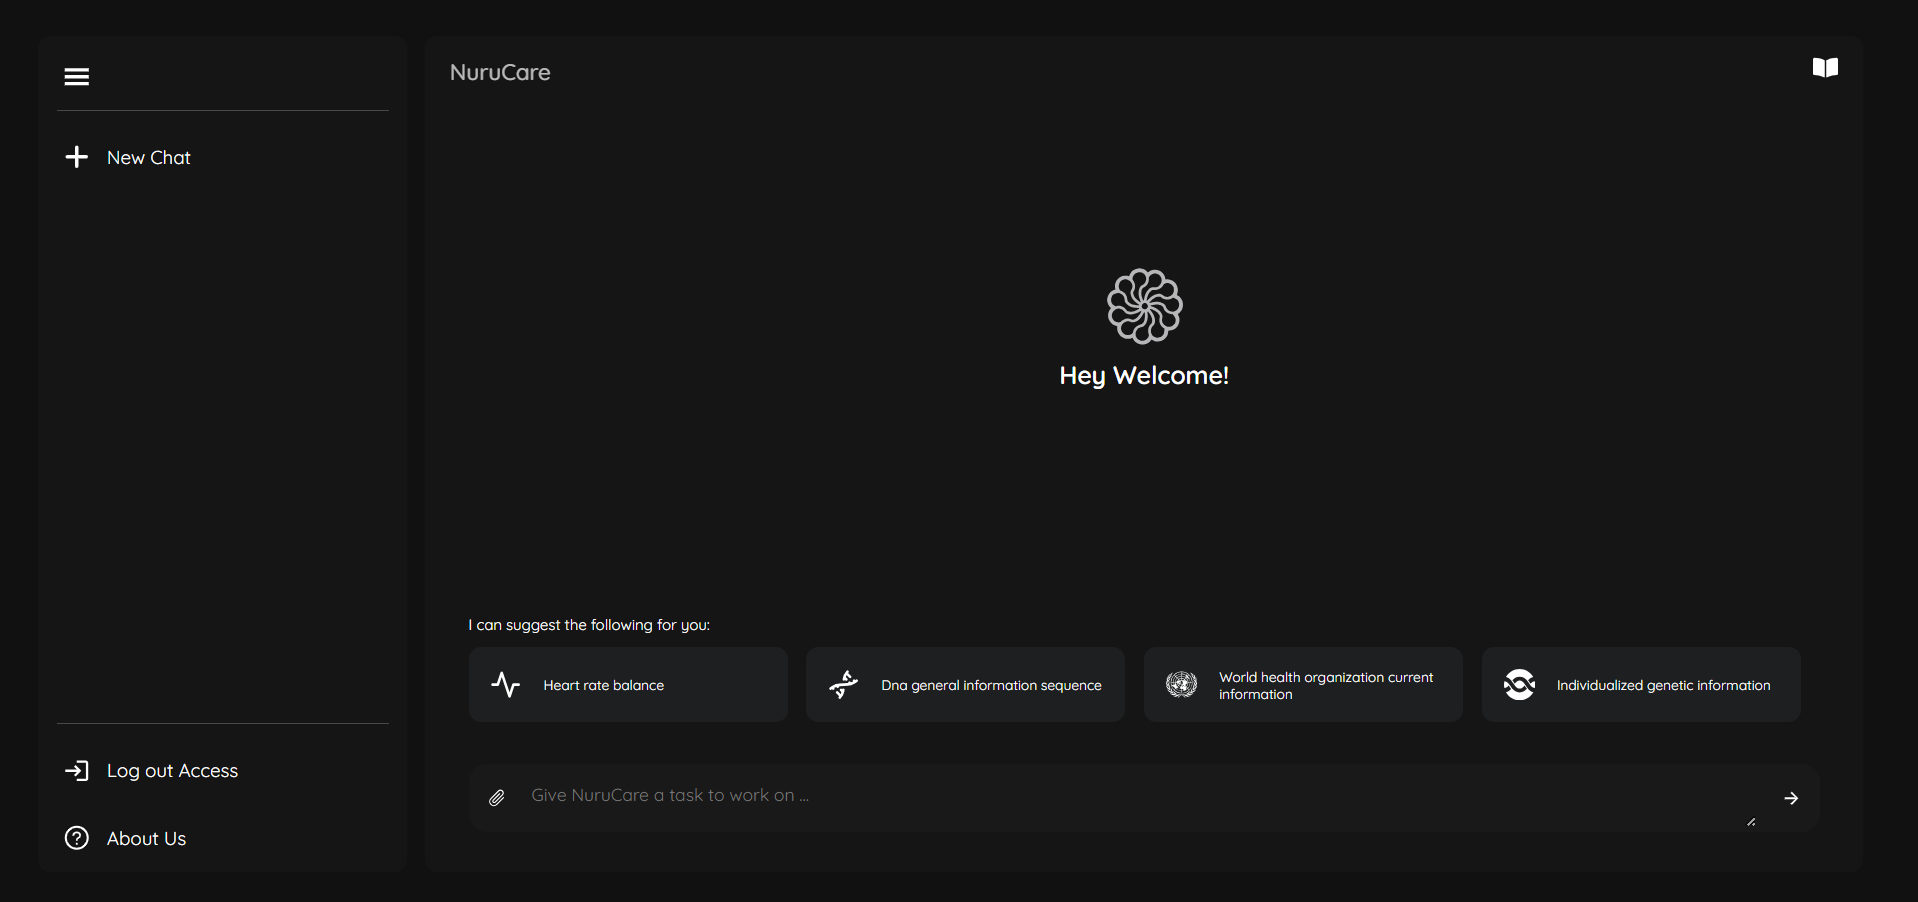 NuruCare
New Chat
Hey Welcome!
I can suggest the following for you:
Heart rate balance
Dna general information sequence
World health organization current
information
Individualized genetic information
Give NuruCare a task to work on ...
Log out Access
About Us